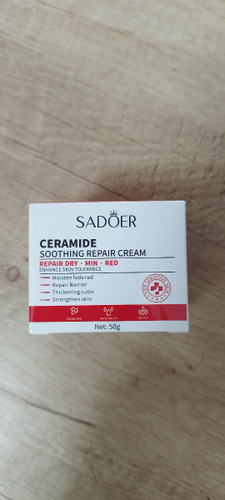 SADOER
CERAMIDE
SOOTHING REPAIR CREAM
REPAIR DRY · MIN · RED
ENHANCE SKIN TOLERANCE
Moisten fade red
Repair Barrier
Thickening cutin
Strengthen skin
Net: 50g